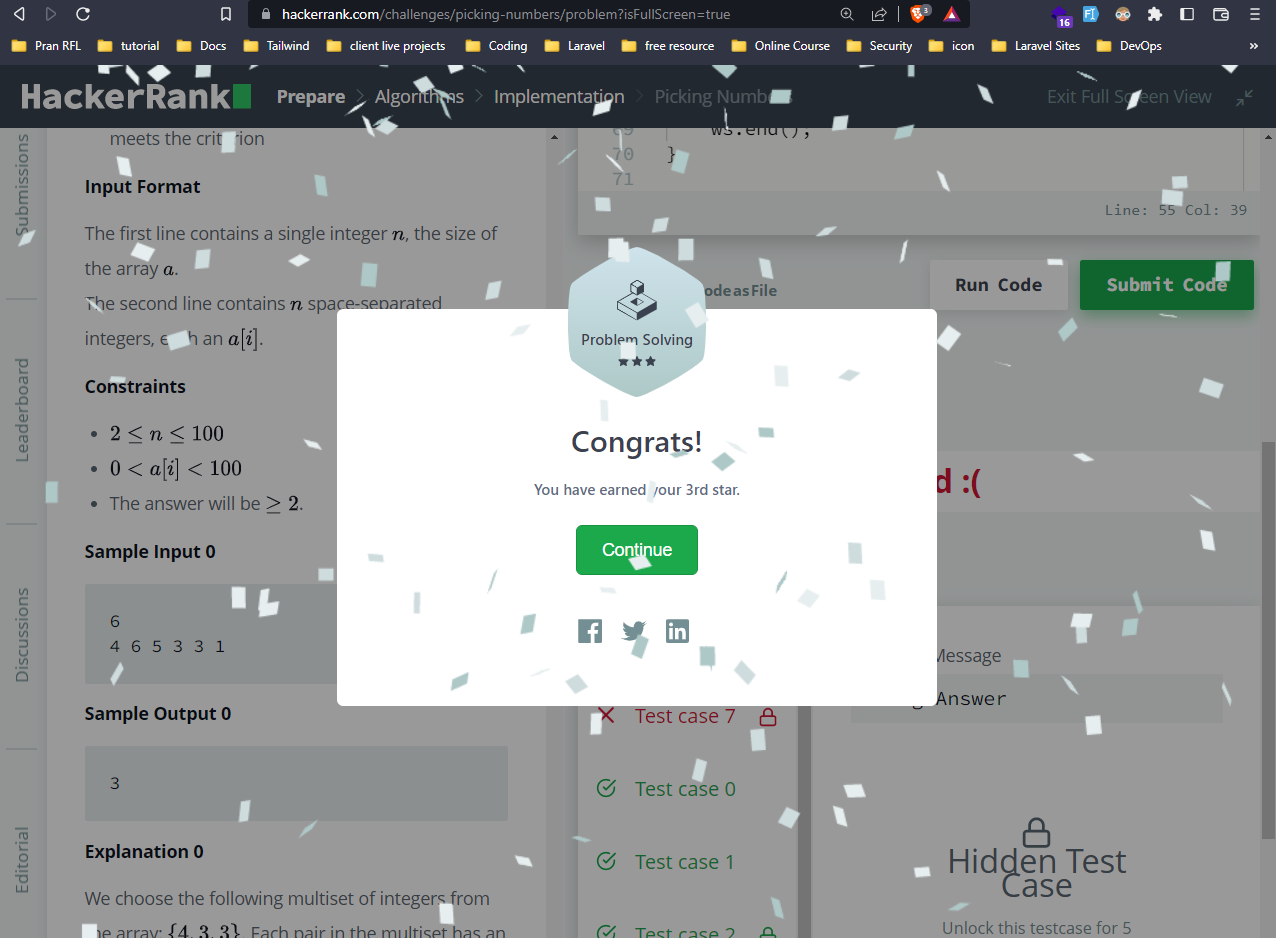 hackerrank.com/challenges/picking-numbers/problem?isFullScreen=true
3
16
Pran RFL
tutorial
Docs
Tailwind
client live projects
Coding
Laravel
free resource
Online Course
Security
icon
Laravel Sites
DevOps
»
HackerRank
Prepare
Algorithms
Implementation
Picking Numbers
Exit Full Screen View
Submissions
Leaderboard
Discussions
Editorial
meets the criterion
Input Format
The first line contains a single integer n, the size of
the array a.
The second line contains n space-separated
integers, each an a[i].
Constraints
• 2 ≤ n ≤ 100
• 0 < a[i] < 100
• The answer will be ≥ 2.
Sample Input 0
6
4 6 5 3 3 1
Sample Output 0
3
Explanation 0
We choose the following multiset of integers from
the array: {4, 3, 3}. Each pair in the multiset has an
69 ws.end();
70 }
71
Line: 55 Col: 39
ode as File
Run Code
Submit Code
Problem Solving
Congrats!
You have earned your 3rd star.
Continue
d :(
Message
Answer
Test case 7
Test case 0
Test case 1
Test case 2
Hidden Test
Case
Unlock this testcase for 5